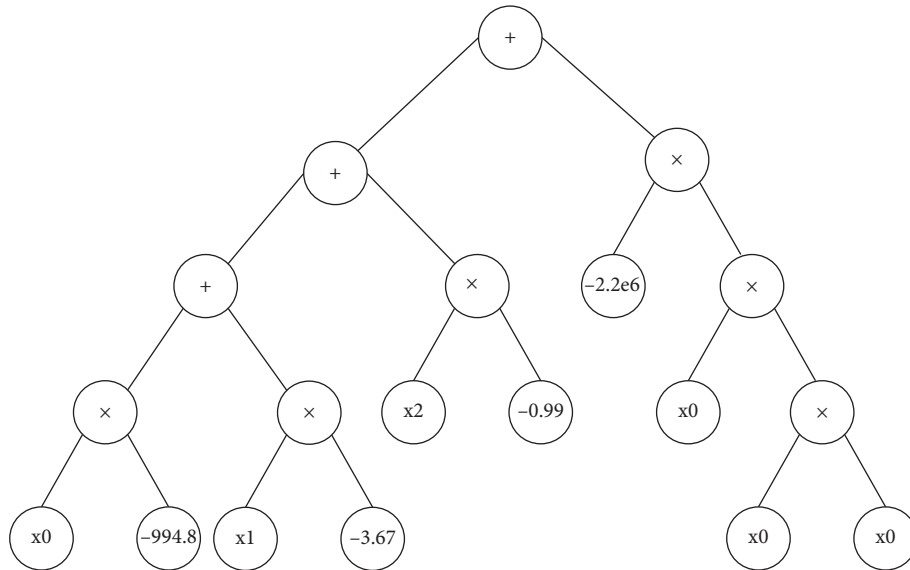 +
+
×
+
×
−2.2e6
×
×
×
x2
−0.99
x0
×
x0
−994.8
x1
−3.67
x0
x0